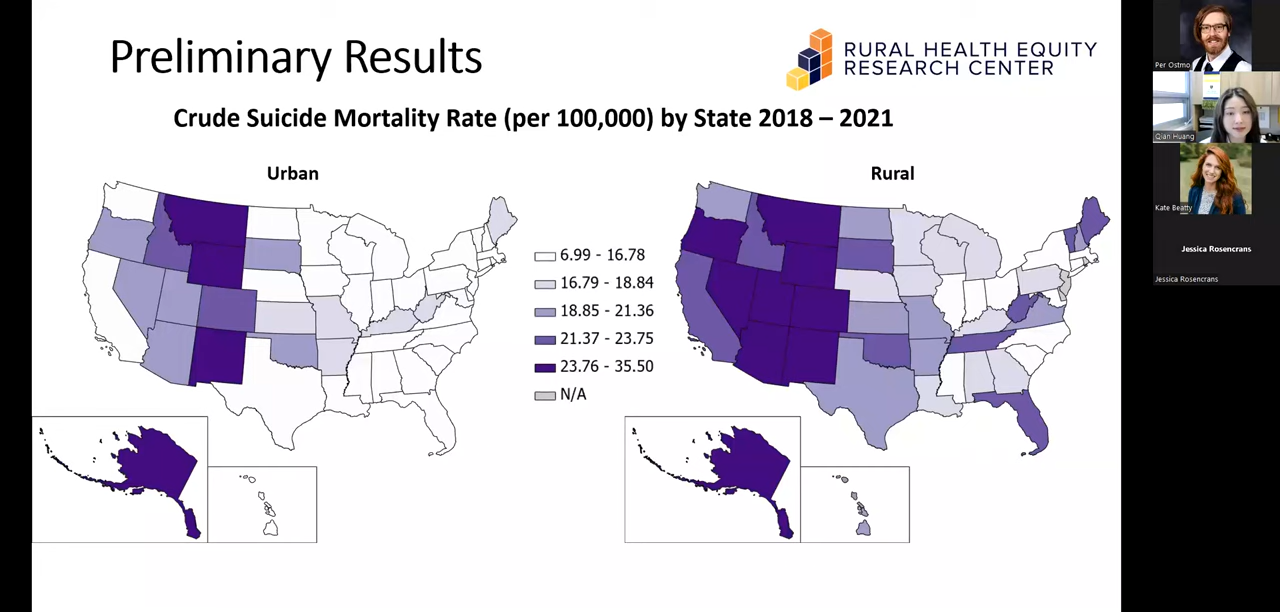 Preliminary Results
RURAL HEALTH EQUITY
RESEARCH CENTER
Crude Suicide Mortality Rate (per 100,000) by State 2018 – 2021
Urban
Rural
6.99 - 16.78
16.79 - 18.84
18.85 - 21.36
21.37 - 23.75
23.76 - 35.50
N/A
Per Ostmo
Qian Huang
Kate Beatty
Jessica Rosencrans
Jessica Rosencrans